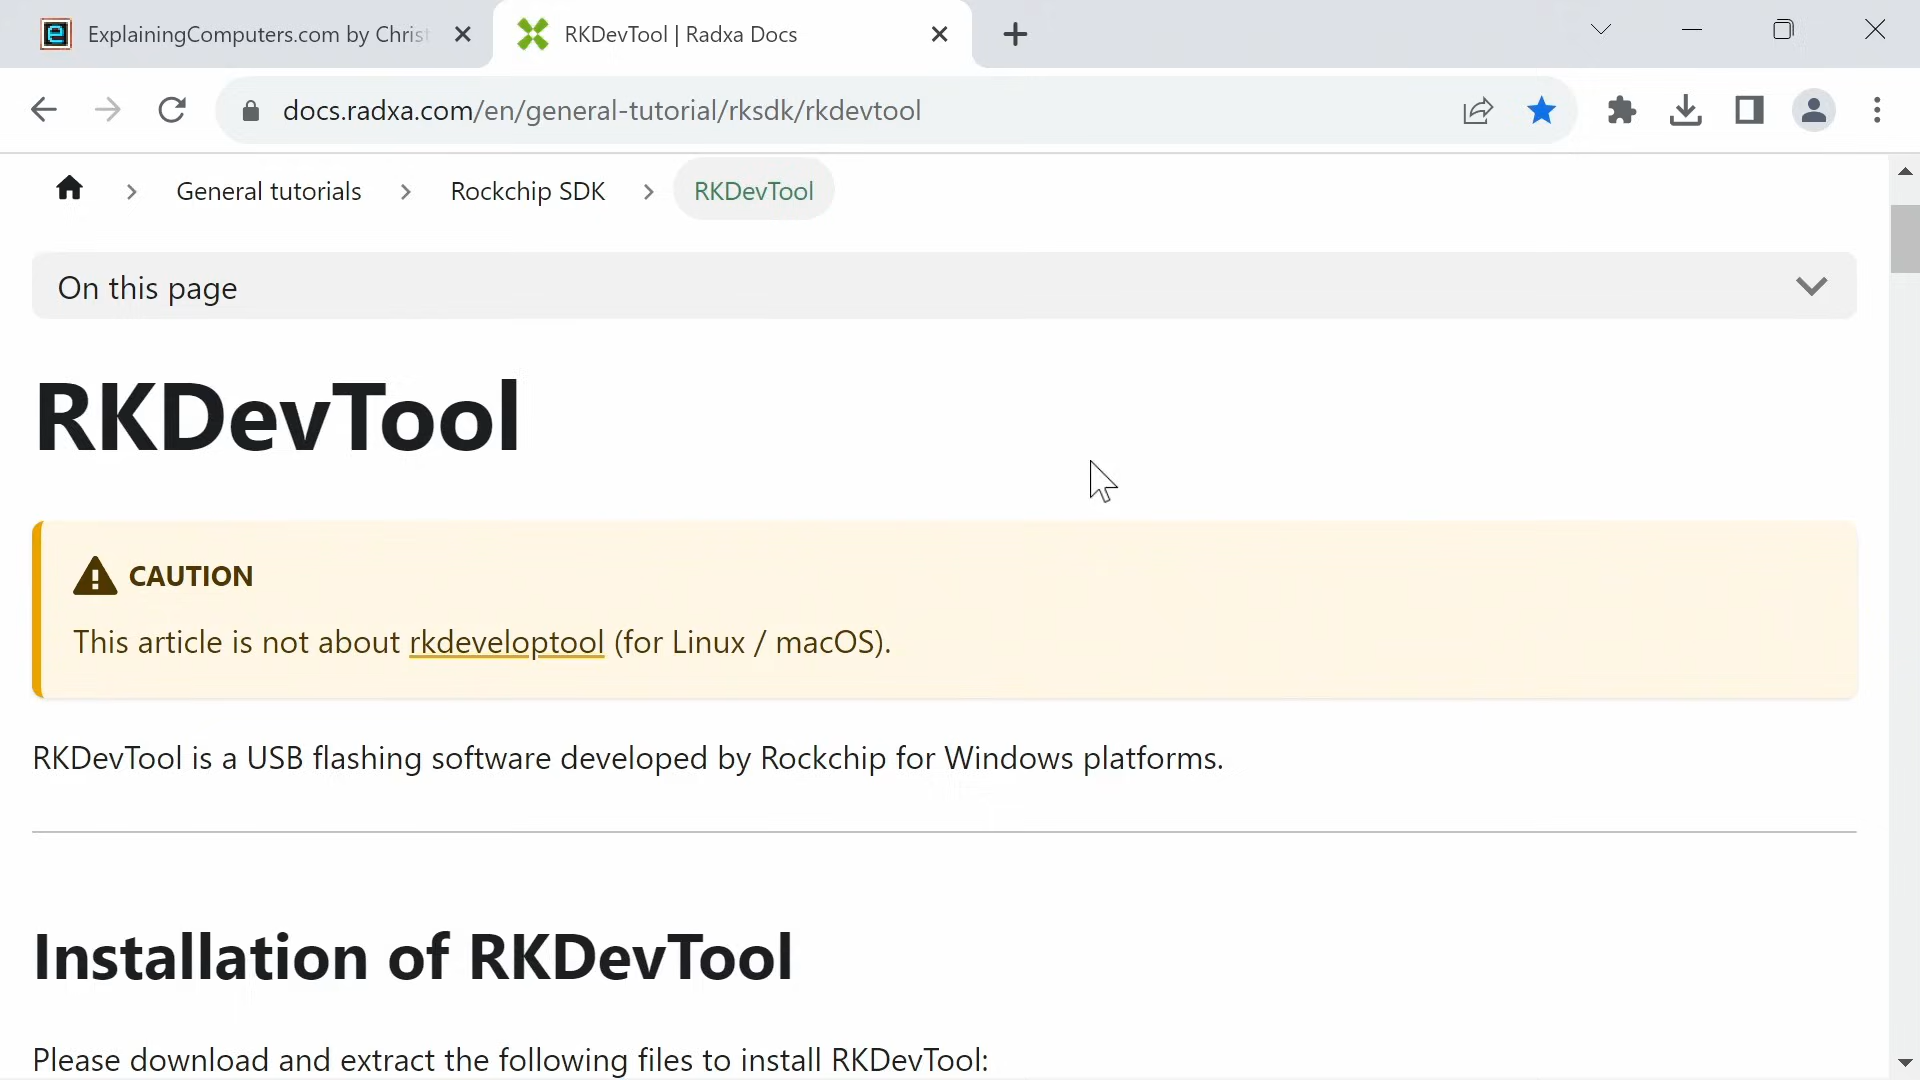 ExplainingComputers.com by Christ
RKDevTool | Radxa Docs
docs.radxa.com/en/general-tutorial/rksdk/rkdevtool
General tutorials > Rockchip SDK > RKDevTool
On this page
RKDevTool
CAUTION
This article is not about rkdeveloptool (for Linux / macOS).
RKDevTool is a USB flashing software developed by Rockchip for Windows platforms.
Installation of RKDevTool
Please download and extract the following files to install RKDevTool: